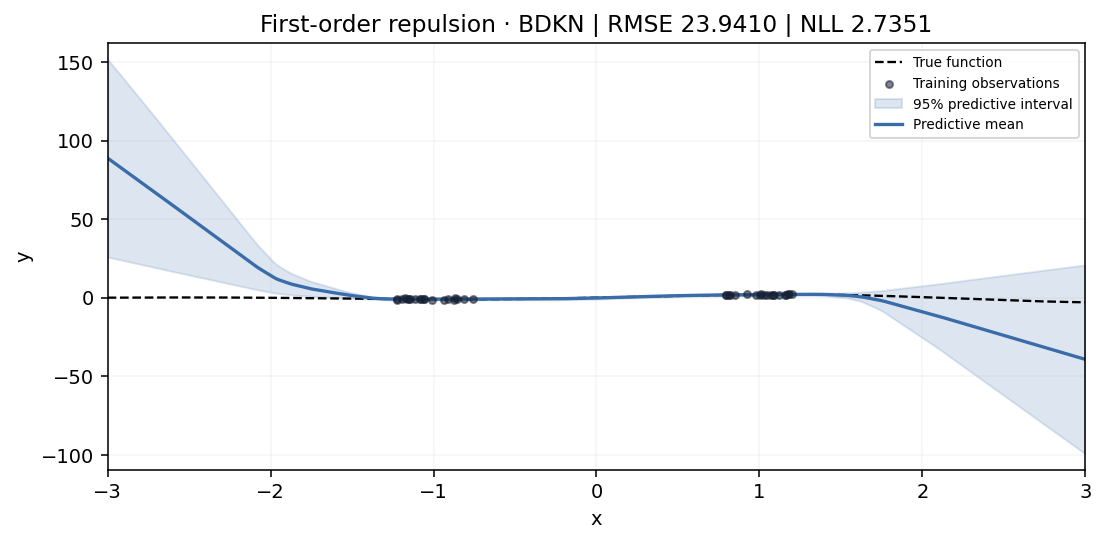 First-order repulsion · BDKN | RMSE 23.9410 | NLL 2.7351
True function
Training observations
95% predictive interval
Predictive mean
150
100
50
0
−50
−100
y
−3
−2
−1
0
1
2
3
x